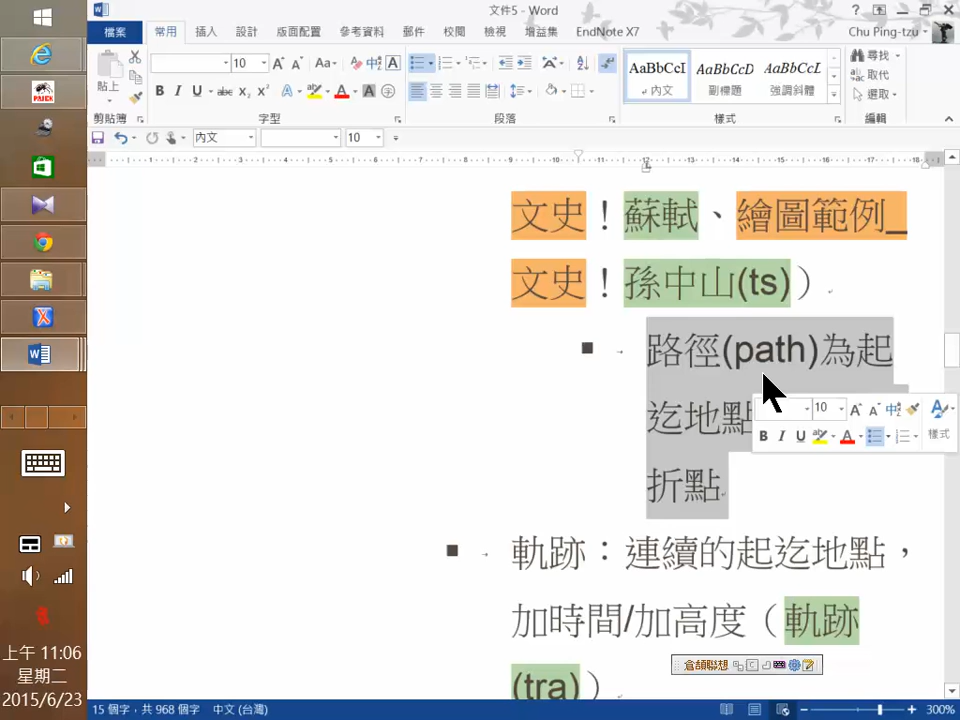 文件5 - Word
檔案 常用 插入 設計 版面配置 參考資料 郵件 校閱 檢視 增益集 EndNote X7 Chu Ping-tzu
貼上 10 AaBbCcI AaBbCcD AaBbCcL 尋找
取代
內文 副標題 強調斜體 選取
剪貼簿 字型 段落 樣式 編輯
內文 10
文史！蘇軾、繪圖範例_
文史！孫中山(ts)）
路徑(path)為起
迄地點
折點
10
樣式
軌跡：連續的起迄地點，
加時間/加高度（軌跡
(tra)）
倉頡聯想
上午 11:06
星期二
2015/6/23
15 個字，共 968 個字 中文 (台灣) 300%